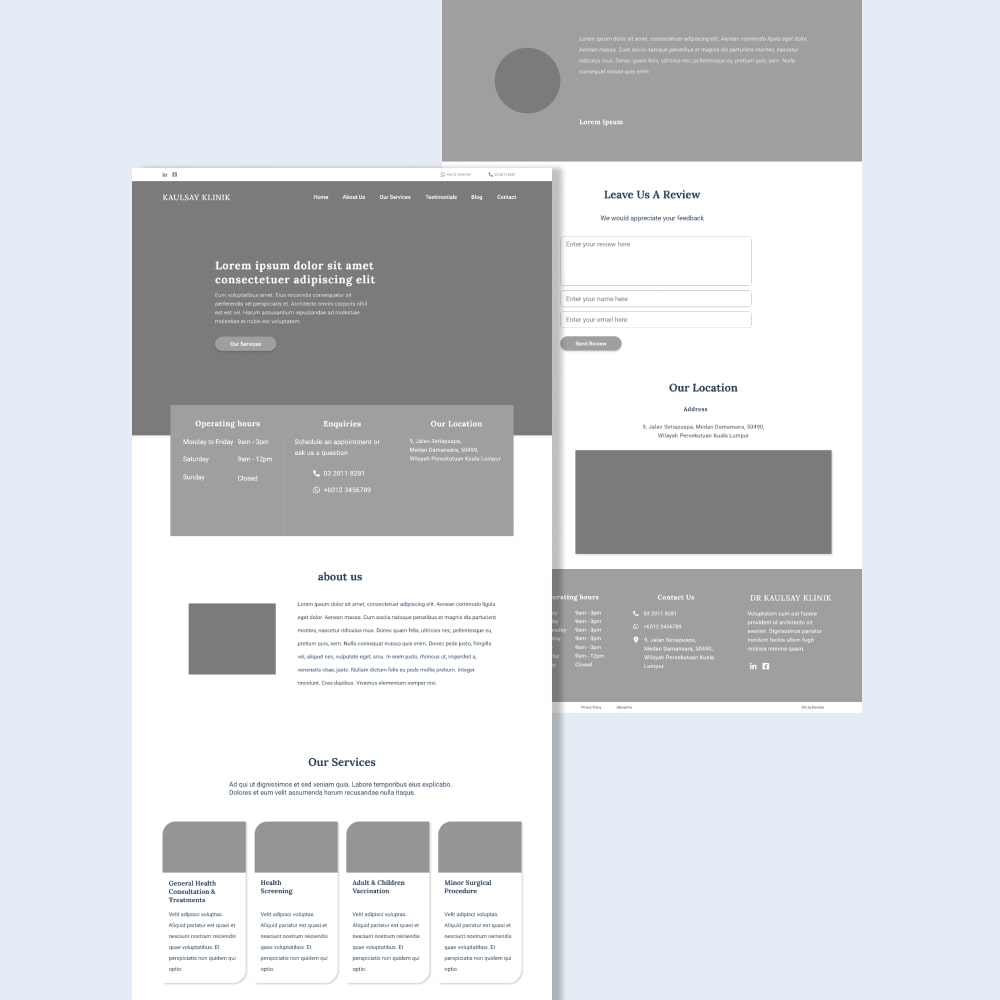 Lorem ipsum dolor sit amet, consectetuer adipiscing elit. Aenean commodo ligula eget dolor
Aenean massa. Cum sociis natoque penatibus et magnis dis parturient montes, nascetur
ridiculus mus. Donec quam felis, ultricies nec, pellentesque eu, pretium quis, sem. Nulla
consequat massa quis enim.
Lorem Ipsum
+6012 3456789
03 2011 8281
KAULSAY KLINIK
Home
About Us
Our Services
Testimonials
Blog
Contact
Lorem ipsum dolor sit amet
consectetuer adipiscing elit
Eum voluptatibus amet. Eius reiciendis consequatur sit
perferendis vel perspiciatis et. Architecto omnis corporis nihil
est est vel. Harum accusantium repudiandae ad molestiae
molestias et nobis est voluptatem.
Our Services
Operating hours
Monday to Friday 9am - 3pm
Saturday 9am - 12pm
Sunday Closed
Enquiries
Schedule an appointment or
ask us a question
03 2011 8281
+6012 3456789
Our Location
9, Jalan Setiapuspa,
Medan Damansara, 50490,
Wilayah Persekutuan Kuala Lumpur
about us
Lorem ipsum dolor sit amet, consectetuer adipiscing elit. Aenean commodo ligula
eget dolor. Aenean massa. Cum sociis natoque penatibus et magnis dis parturient
montes, nascetur ridiculus mus. Donec quam felis, ultricies nec, pellentesque eu,
pretium quis, sem. Nulla consequat massa quis enim. Donec pede justo, fringilla
vel, aliquet nec, vulputate eget, arcu. In enim justo, rhoncus ut, imperdiet a,
venenatis vitae, justo. Nullam dictum felis eu pede mollis pretium. Integer
tincidunt. Cras dapibus. Vivamus elementum semper nisi.
Our Services
Ad qui ut dignissimos et sed veniam quia. Labore temporibus eius explicabo.
Dolores et eum velit assumenda harum recusandae nulla itaque.
General Health
Consultation &
Treatments
Velit adipisci voluptas.
Aliquid pariatur est quasi et
nesciunt nostrum reiciendis
quae voluptatibus. Et
perspiciatis non quidem qui
optio.
Health
Screening
Velit adipisci voluptas.
Aliquid pariatur est quasi et
nesciunt nostrum reiciendis
quae voluptatibus. Et
perspiciatis non quidem qui
optio.
Adult & Children
Vaccination
Velit adipisci voluptas.
Aliquid pariatur est quasi et
nesciunt nostrum reiciendis
quae voluptatibus. Et
perspiciatis non quidem qui
optio.
Minor Surgical
Procedure
Velit adipisci voluptas.
Aliquid pariatur est quasi et
nesciunt nostrum reiciendis
quae voluptatibus. Et
perspiciatis non quidem qui
optio.
Leave Us A Review
We would appreciate your feedback
Enter your review here
Enter your name here
Enter your email here
Send Review
Our Location
Address
9, Jalan Setiapuspa, Medan Damansara, 50490,
Wilayah Persekutuan Kuala Lumpur
erating hours
9am - 3pm
9am - 3pm
9am - 3pm
9am - 3pm
9am - 3pm
9am - 12pm
Closed
Contact Us
03 2011 8281
+6012 3456789
9, Jalan Setiapuspa,
Medan Damansara, 50490,
Wilayah Persekutuan Kuala
Lumpur
DR KAULSAY KLINIK
Voluptatem cum aut facere
provident id architecto sit
eveniet. Dignissimos pariatur
incidunt facilis ullam fugit
minima minima quam.
Privacy Policy
Disclaimer